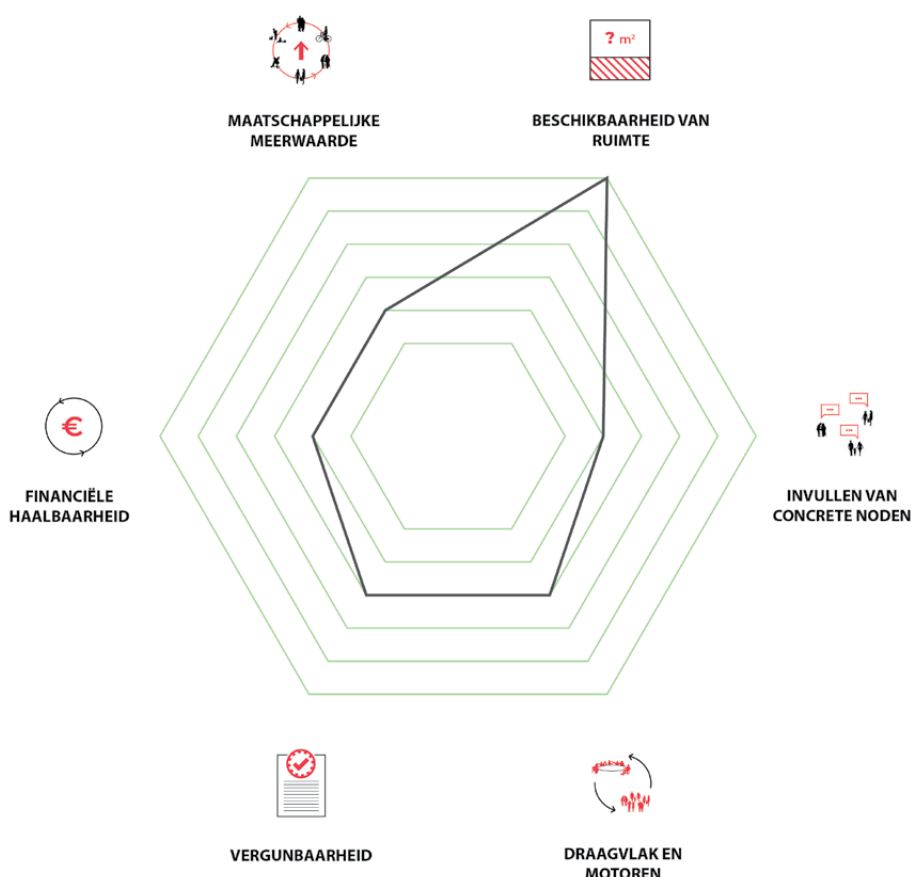 ? m²
MAATSCHAPPELIJKE
MEERWAARDE
BESCHIKBAARHEID VAN
RUIMTE
€
FINANCIËLE
HAALBAARHEID
INVULLEN VAN
CONCRETE NODEN
VERGUNBAARHEID
DRAAGVLAK EN
MOTOREN